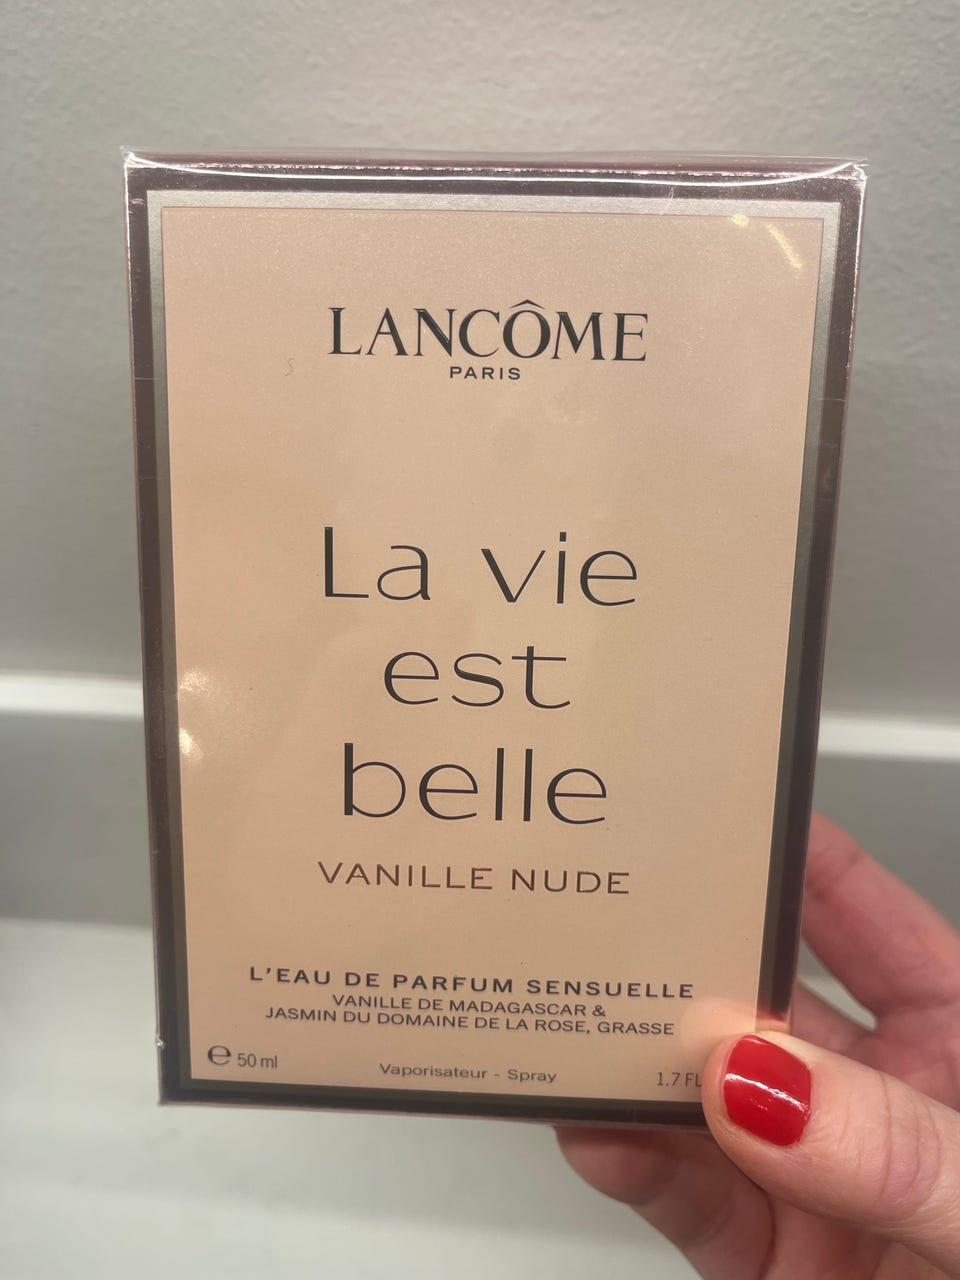 LANCÔME
PARIS
La vie
est
belle
VANILLE NUDE
L'EAU DE PARFUM SENSUELLE
VANILLE DE MADAGASCAR &
JASMIN DU DOMAINE DE LA ROSE, GRASSE
℮ 50 ml Vaporisateur - Spray 1.7 FL